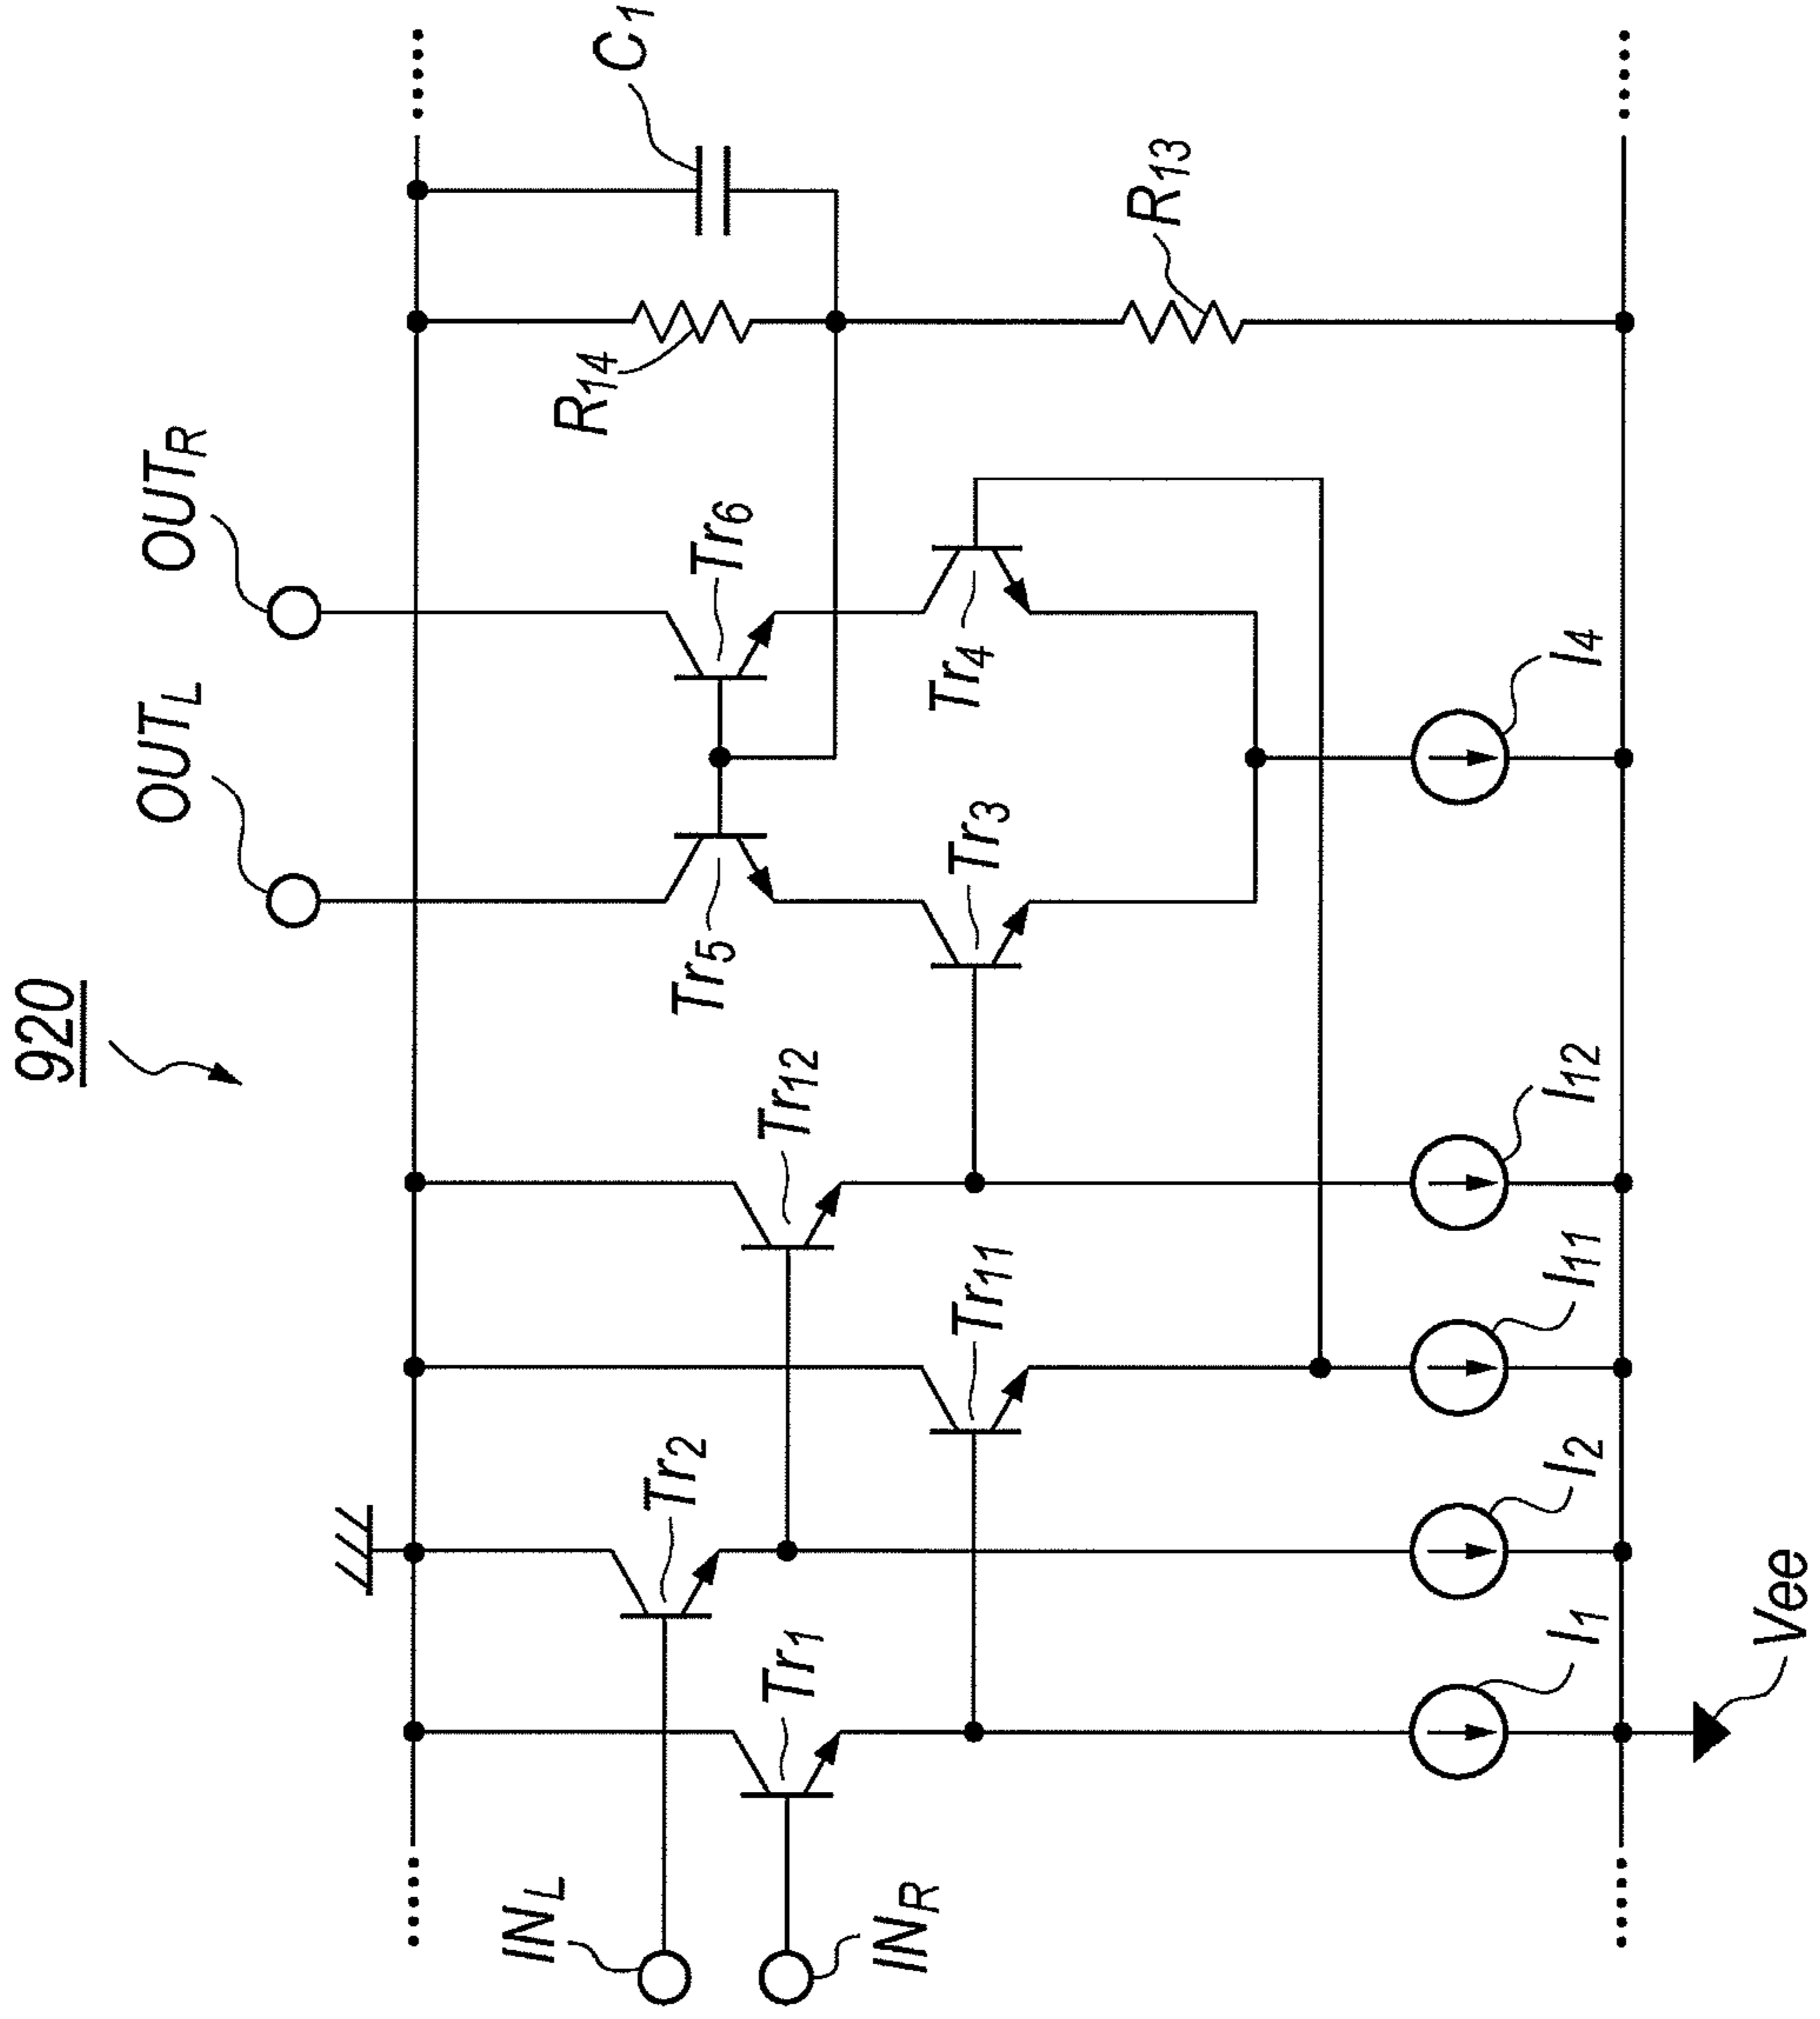 920
OUTL
OUTR
C1
R14
R13
Tr6
Tr5
Tr4
Tr3
Tr12
Tr11
Tr2
Tr1
INL
INR
I4
I12
I11
I2
I1
Vee